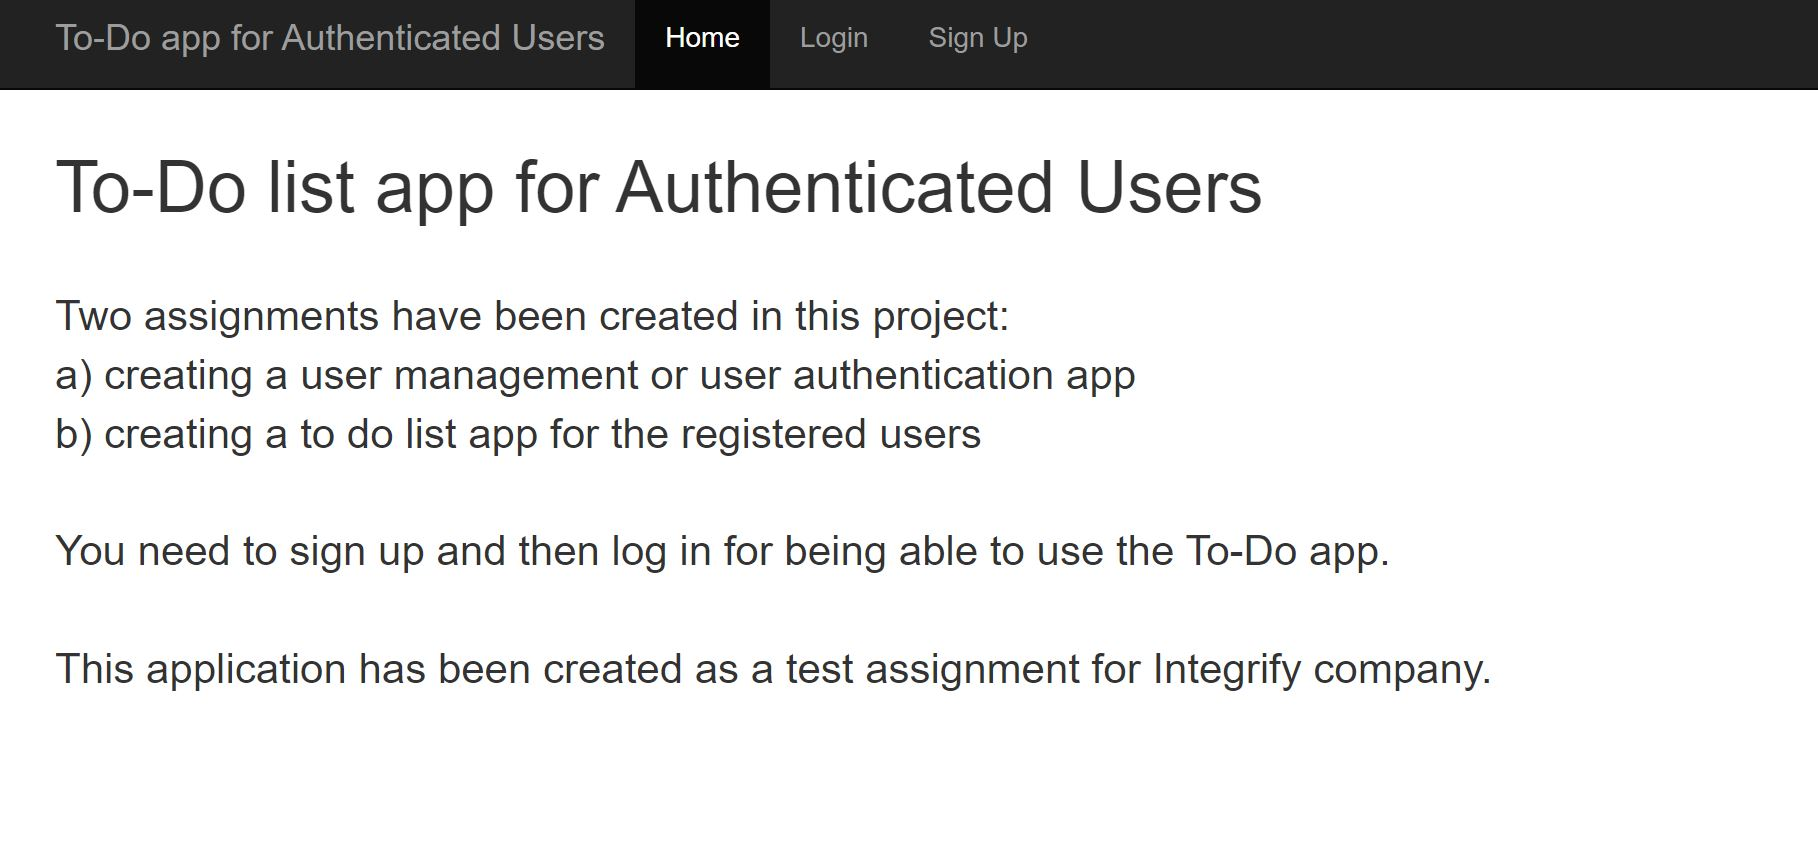 To-Do app for Authenticated Users Home Login Sign Up
To-Do list app for Authenticated Users
Two assignments have been created in this project:
a) creating a user management or user authentication app
b) creating a to do list app for the registered users
You need to sign up and then log in for being able to use the To-Do app.
This application has been created as a test assignment for Integrify company.